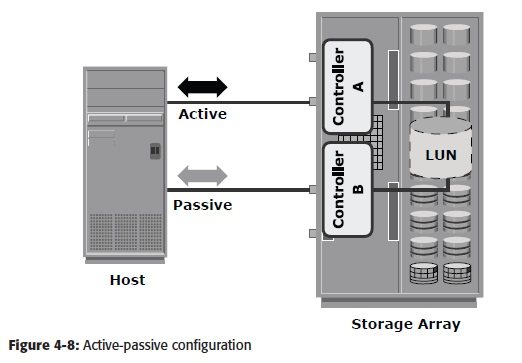 Active
Controller
A
LUN
Passive
Controller
B
Host
Storage Array
Figure 4-8: Active-passive configuration